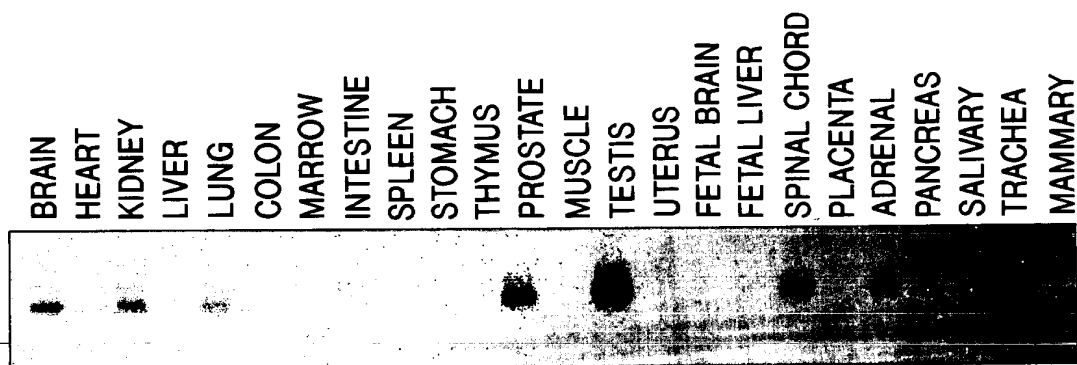 BRAIN
HEART
KIDNEY
LIVER
LUNG
COLON
MARROW
INTESTINE
SPLEEN
STOMACH
THYMUS
PROSTATE
MUSCLE
TESTIS
UTERUS
FETAL BRAIN
FETAL LIVER
SPINAL CHORD
PLACENTA
ADRENAL
PANCREAS
SALIVARY
TRACHEA
MAMMARY